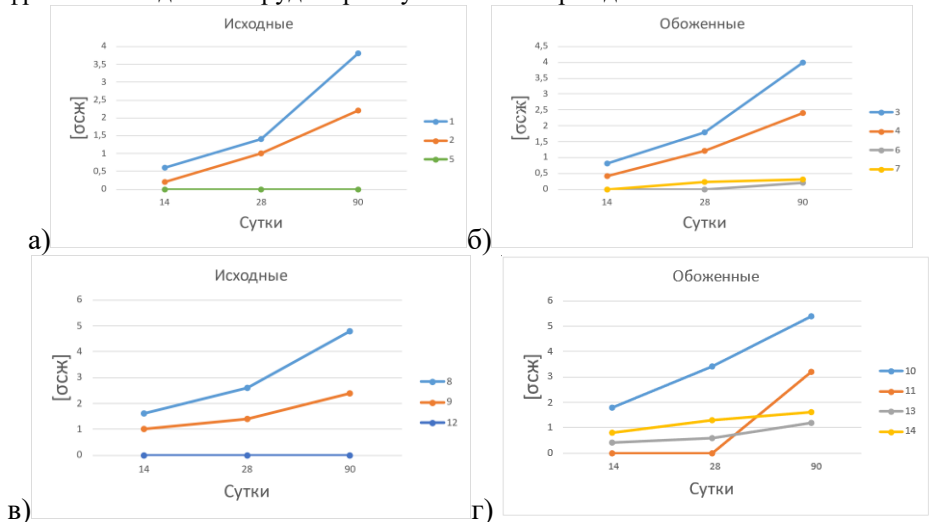 Исходные
4
3,5
3
2,5
2
1,5
1
0,5
0
[σсж]
14 28 90
Сутки
1
2
5
а)
Обоженные
4,5
4
3,5
3
2,5
2
1,5
1
0,5
0
[σсж]
14 28 90
Сутки
3
4
6
7
б)
Исходные
6
5
4
3
2
1
0
[σсж]
14 28 90
Сутки
8
9
12
в)
Обоженные
6
5
4
3
2
1
0
[σсж]
14 28 90
Сутки
10
11
13
14
г)